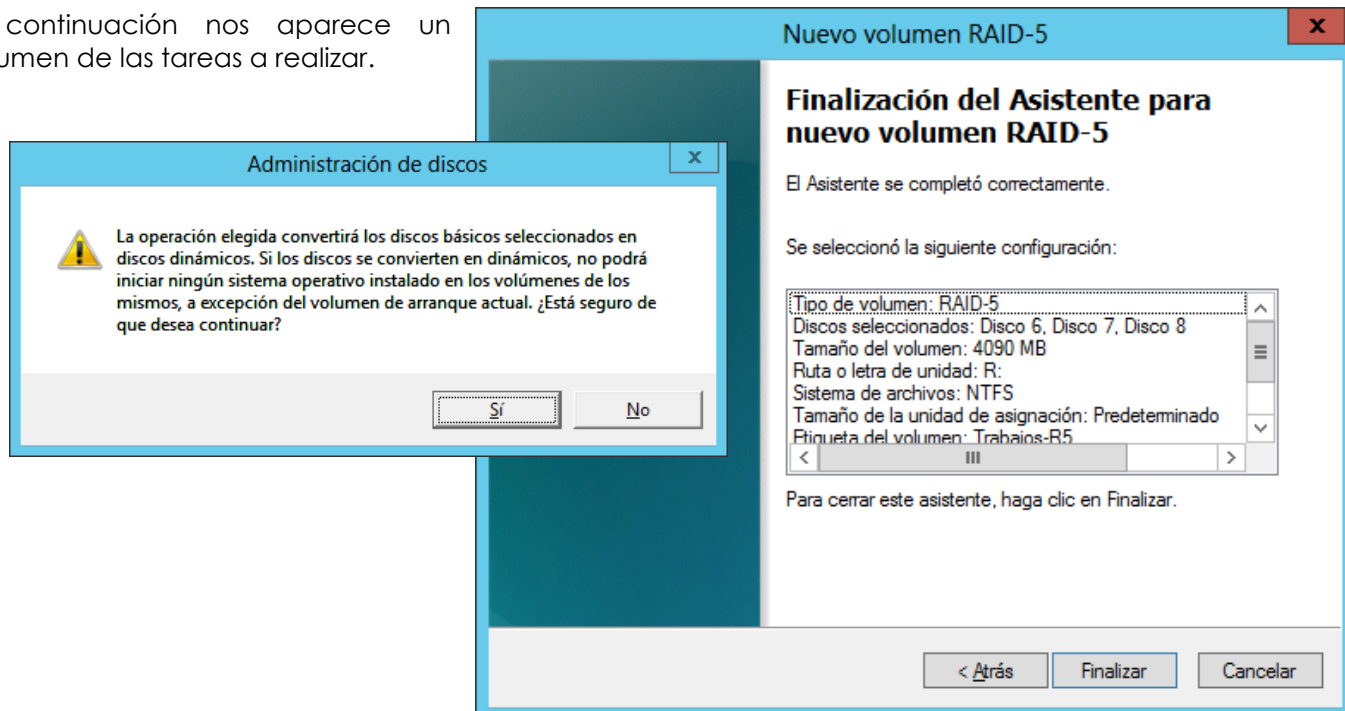 continuación nos aparece un
umen de las tareas a realizar.
Administración de discos
x
La operación elegida convertirá los discos básicos seleccionados en
discos dinámicos. Si los discos se convierten en dinámicos, no podrá
iniciar ningún sistema operativo instalado en los volúmenes de los
mismos, a excepción del volumen de arranque actual. ¿Está seguro de
que desea continuar?
Sí No
Nuevo volumen RAID-5
x
Finalización del Asistente para
nuevo volumen RAID-5
El Asistente se completó correctamente.
Se seleccionó la siguiente configuración:
Tipo de volumen: RAID-5
Discos seleccionados: Disco 6, Disco 7, Disco 8
Tamaño del volumen: 4090 MB
Ruta o letra de unidad: R:
Sistema de archivos: NTFS
Tamaño de la unidad de asignación: Predeterminado
Etiqueta del volumen: Trabajos-R5
Para cerrar este asistente, haga clic en Finalizar.
< Atrás Finalizar Cancelar